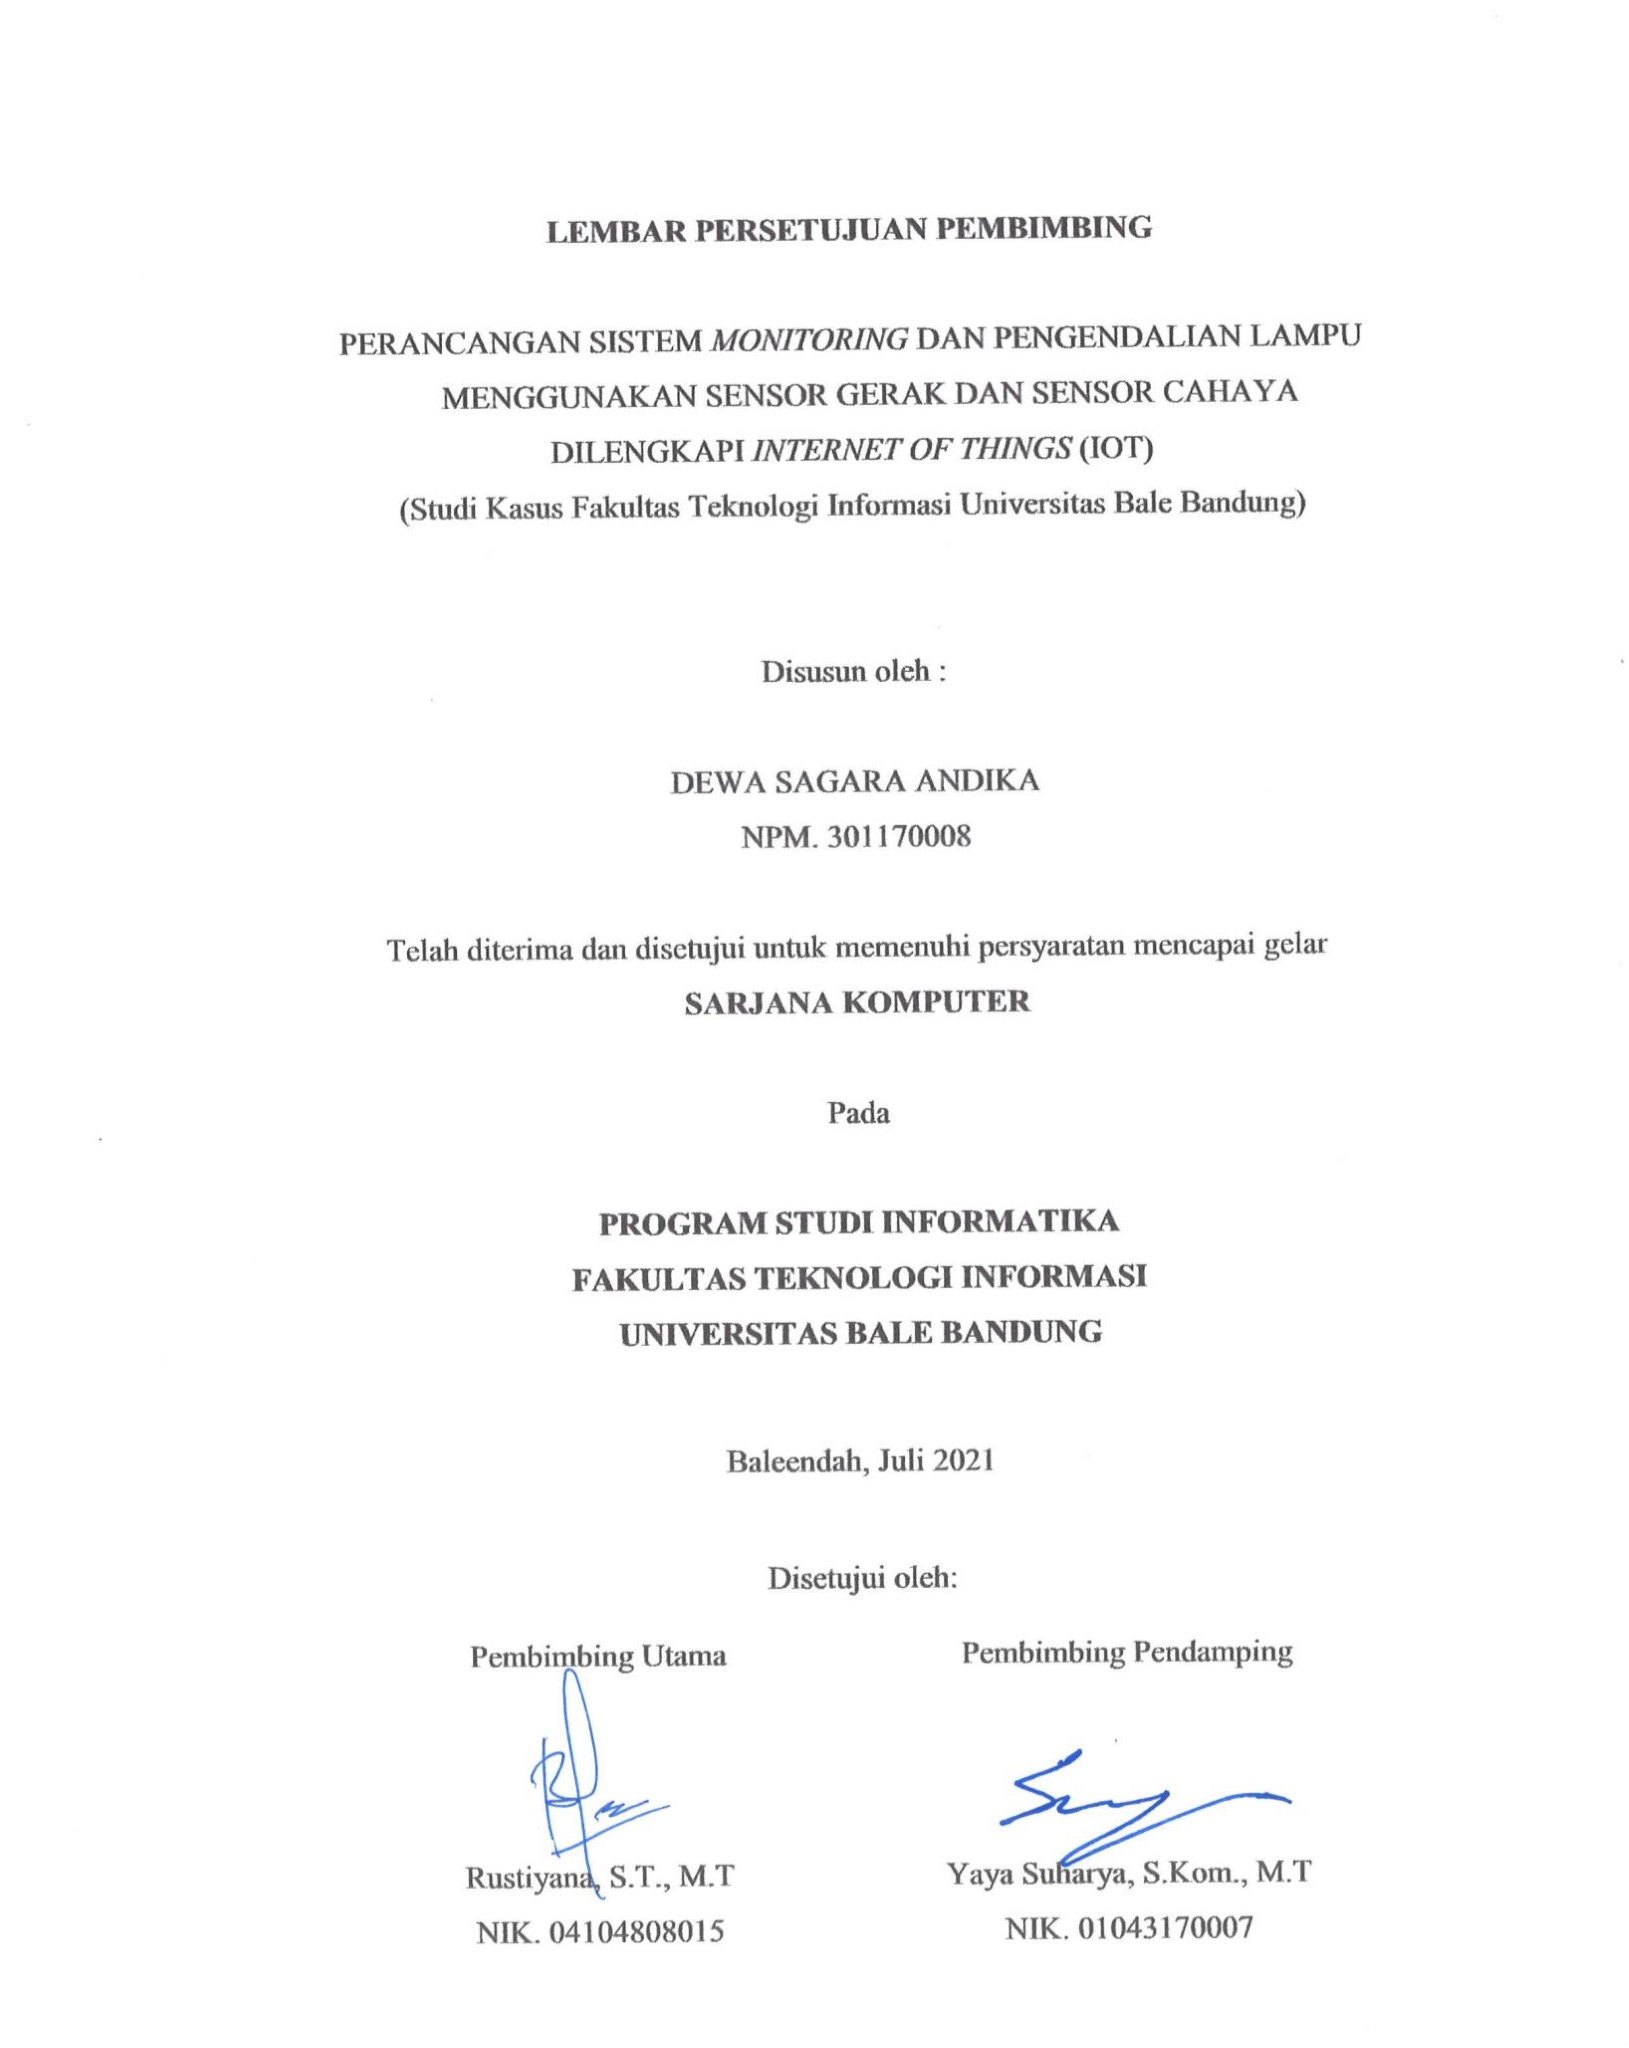 LEMBAR PERSETUJUAN PEMBIMBING
PERANCANGAN SISTEM MONITORING DAN PENGENDALIAN LAMPU
MENGGUNAKAN SENSOR GERAK DAN SENSOR CAHAYA
DILENGKAPI INTERNET OF THINGS (IOT)
(Studi Kasus Fakultas Teknologi Informasi Universitas Bale Bandung)
Disusun oleh :
DEWA SAGARA ANDIKA
NPM. 301170008
Telah diterima dan disetujui untuk memenuhi persyaratan mencapai gelar
SARJANA KOMPUTER
Pada
PROGRAM STUDI INFORMATIKA
FAKULTAS TEKNOLOGI INFORMASI
UNIVERSITAS BALE BANDUNG
Baleendah, Juli 2021
Disetujui oleh:
Pembimbing Utama
Pembimbing Pendamping
Rustiyana, S.T., M.T
Yaya Suharya, S.Kom., M.T
NIK. 04104808015
NIK. 01043170007